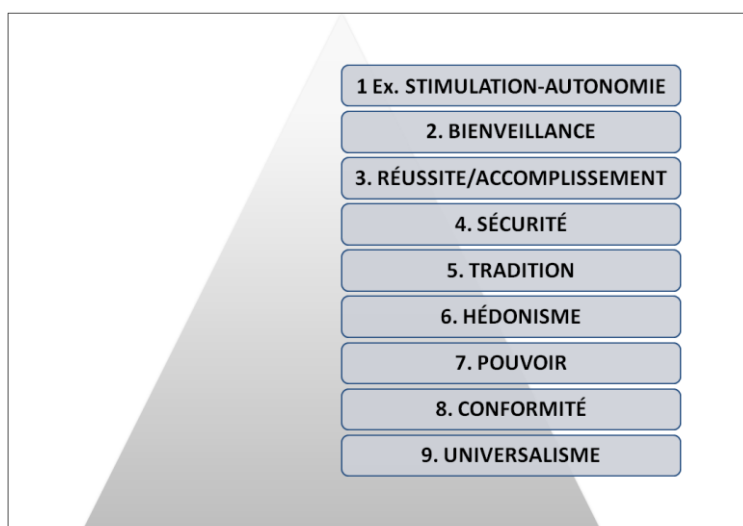 1 Ex. STIMULATION-AUTONOMIE
2. BIENVEILLANCE
3. RÉUSSITE/ACCOMPLISSEMENT
4. SÉCURITÉ
5. TRADITION
6. HÉDONISME
7. POUVOIR
8. CONFORMITÉ
9. UNIVERSALISME